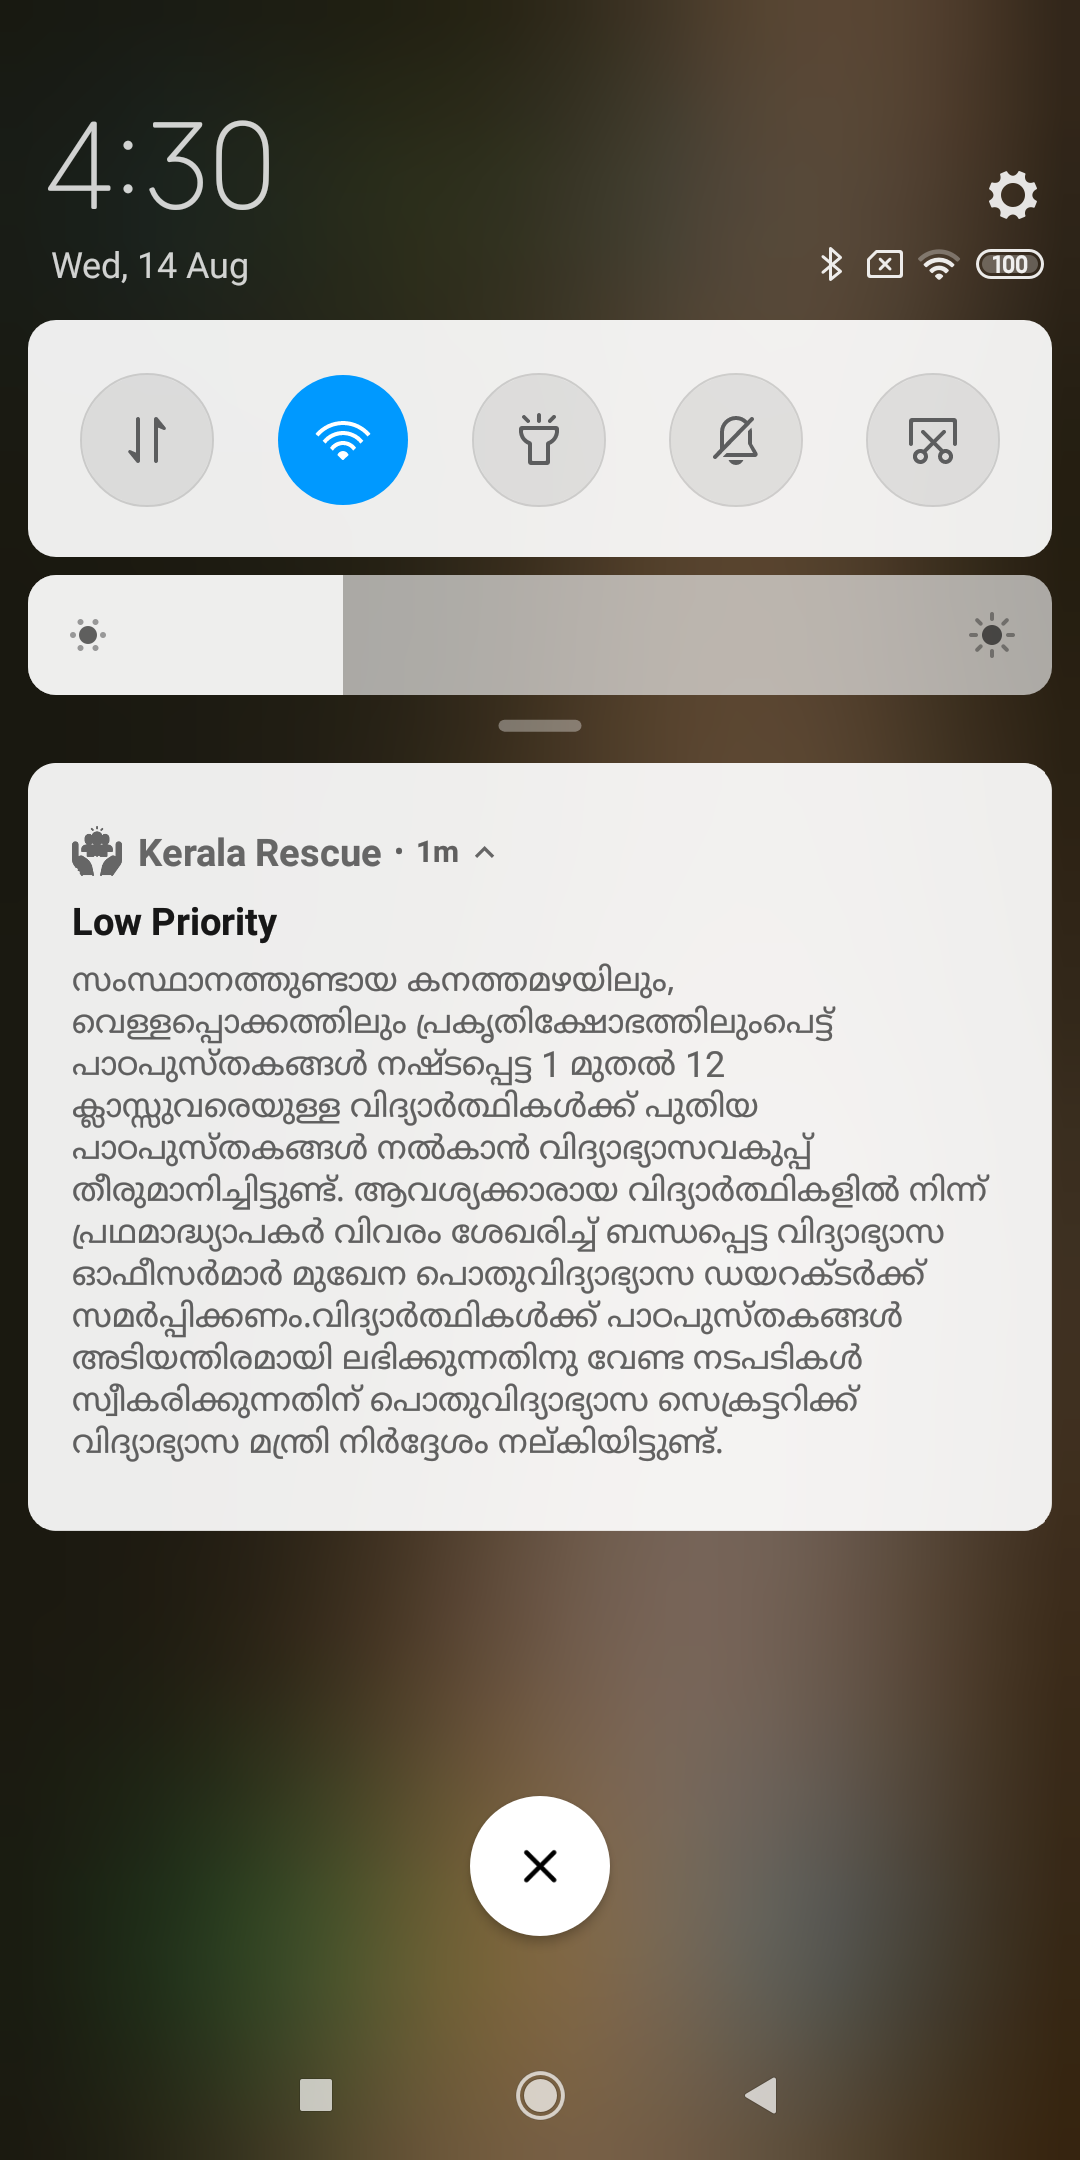 4:30
Wed, 14 Aug
100
Kerala Rescue · 1m
Low Priority
സംസ്ഥാനത്തുണ്ടായ കനത്തമഴയിലും,
വെള്ളപ്പൊക്കത്തിലും പ്രകൃതിക്ഷോഭത്തിലുംപെട്ട്
പാഠപുസ്തകങ്ങൾ നഷ്ടപ്പെട്ട 1 മുതൽ 12
ക്ലാസ്സുവരെയുള്ള വിദ്യാർത്ഥികൾക്ക് പുതിയ
പാഠപുസ്തകങ്ങൾ നൽകാൻ വിദ്യാഭ്യാസവകുപ്പ്
തീരുമാനിച്ചിട്ടുണ്ട്. ആവശ്യക്കാരായ വിദ്യാർത്ഥികളിൽ നിന്ന്
പ്രഥമാദ്ധ്യാപകർ വിവരം ശേഖരിച്ച് ബന്ധപ്പെട്ട വിദ്യാഭ്യാസ
ഓഫീസർമാർ മുഖേന പൊതുവിദ്യാഭ്യാസ ഡയറക്ടർക്ക്
സമർപ്പിക്കണം.വിദ്യാർത്ഥികൾക്ക് പാഠപുസ്തകങ്ങൾ
അടിയന്തിരമായി ലഭിക്കുന്നതിനു വേണ്ട നടപടികൾ
സ്വീകരിക്കുന്നതിന് പൊതുവിദ്യാഭ്യാസ സെക്രട്ടറിക്ക്
വിദ്യാഭ്യാസ മന്ത്രി നിർദ്ദേശം നല്കിയിട്ടുണ്ട്.